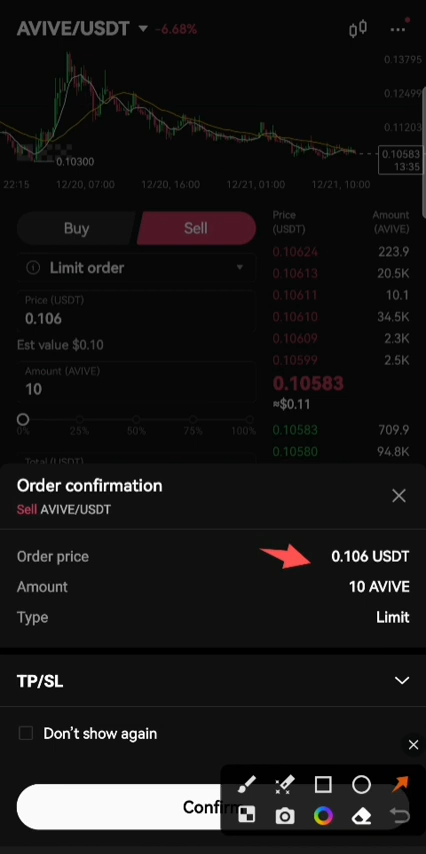 AVIVE/USDT -6.68%
0.13795
0.12499
0.11203
0.10583
13:35
0.10300
22:15 12/20, 07:00 12/20, 16:00 12/21, 01:00 12/21, 10:00
Buy Sell
Limit order
Price (USDT)
0.106
Est value $0.10
Amount (AVIVE)
10
0% 25% 50% 75% 100%
Total (USDT)
Price Amount
(USDT) (AVIVE)
0.10624 223.9
0.10613 20.5K
0.10611 10.1
0.10610 34.5K
0.10609 2.3K
0.10599 2.5K
0.10583
≈$0.11
0.10583 709.9
0.10580 94.8K
Order confirmation
Sell AVIVE/USDT
Order price 0.106 USDT
Amount 10 AVIVE
Type Limit
TP/SL
Don't show again
Confirm